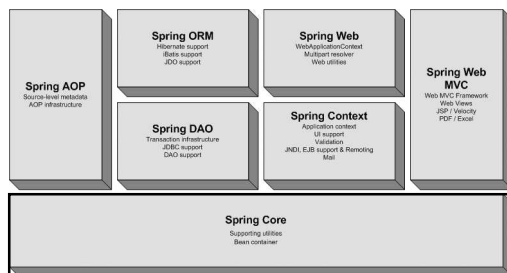 Spring AOP
Source-level metadata
AOP infrastructure
Spring ORM
Hibernate support
iBatis support
JDO support
Spring Web
WebApplicationContext
Multipart resolver
Web utilities
Spring Web
MVC
Web MVC Framework
Web Views
JSP / Velocity
PDF / Excel
Spring DAO
Transaction infrastructure
JDBC support
DAO support
Spring Context
Application context
UI support
Validation
JNDI, EJB support & Remoting
Mail
Spring Core
Supporting utilities
Bean container